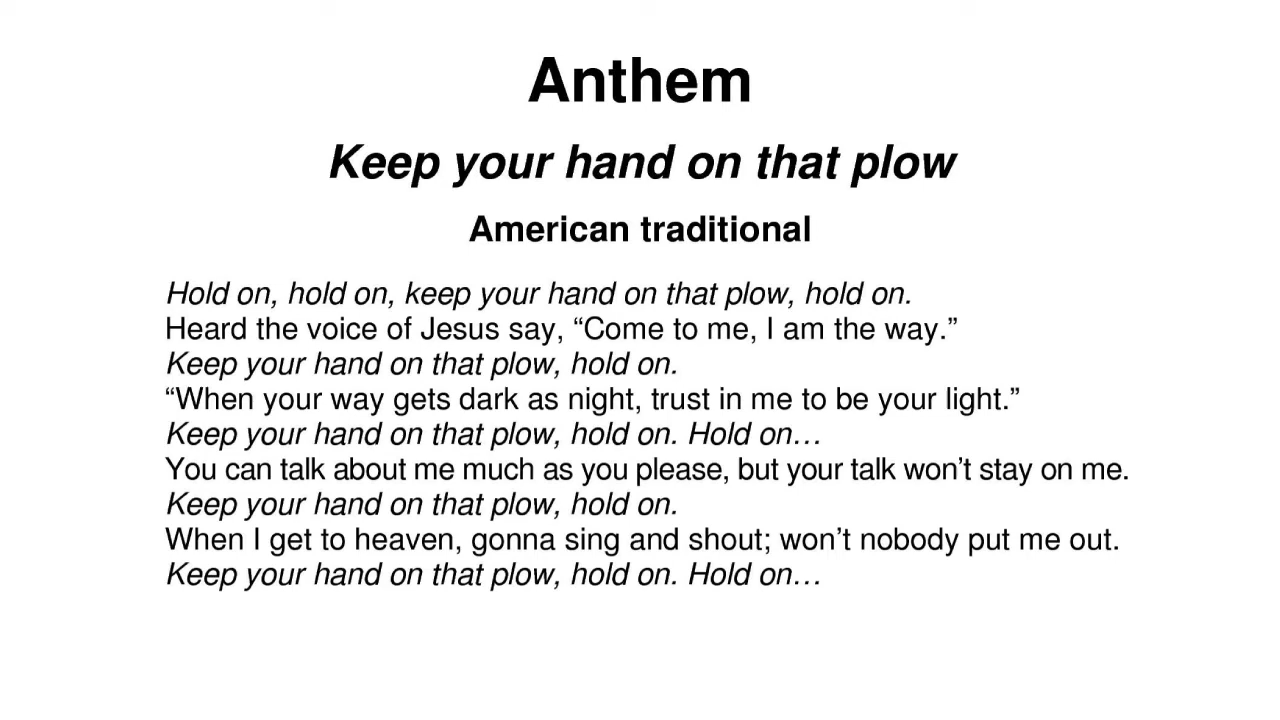 Anthem
Keep your hand on that plow
American traditional
Hold on, hold on, keep your hand on that plow, hold on.
Heard the voice of Jesus say, “Come to me, I am the way.”
Keep your hand on that plow, hold on.
“When your way gets dark as night, trust in me to be your light.”
Keep your hand on that plow, hold on. Hold on…
You can talk about me much as you please, but your talk won’t stay on me.
Keep your hand on that plow, hold on.
When I get to heaven, gonna sing and shout; won’t nobody put me out.
Keep your hand on that plow, hold on. Hold on…